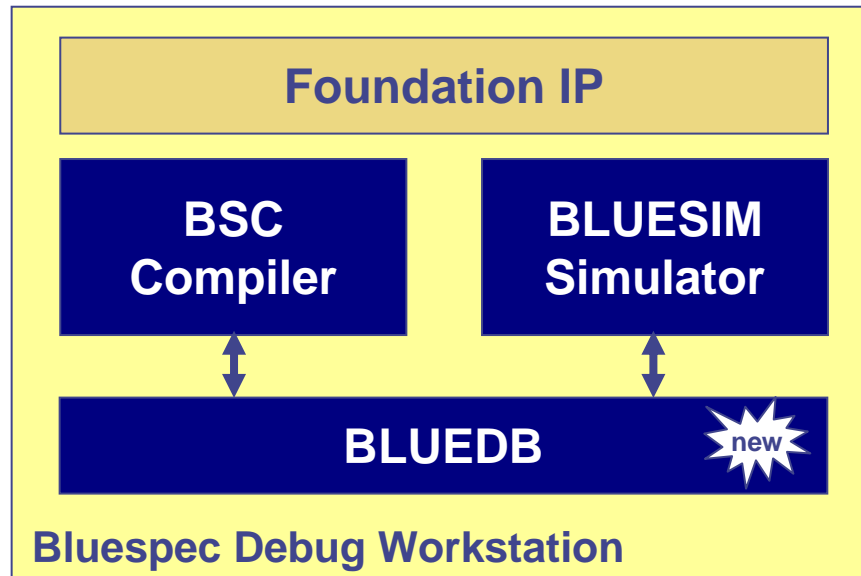 Foundation IP
BSC
Compiler
BLUESIM
Simulator
BLUEDB
new
Bluespec Debug Workstation